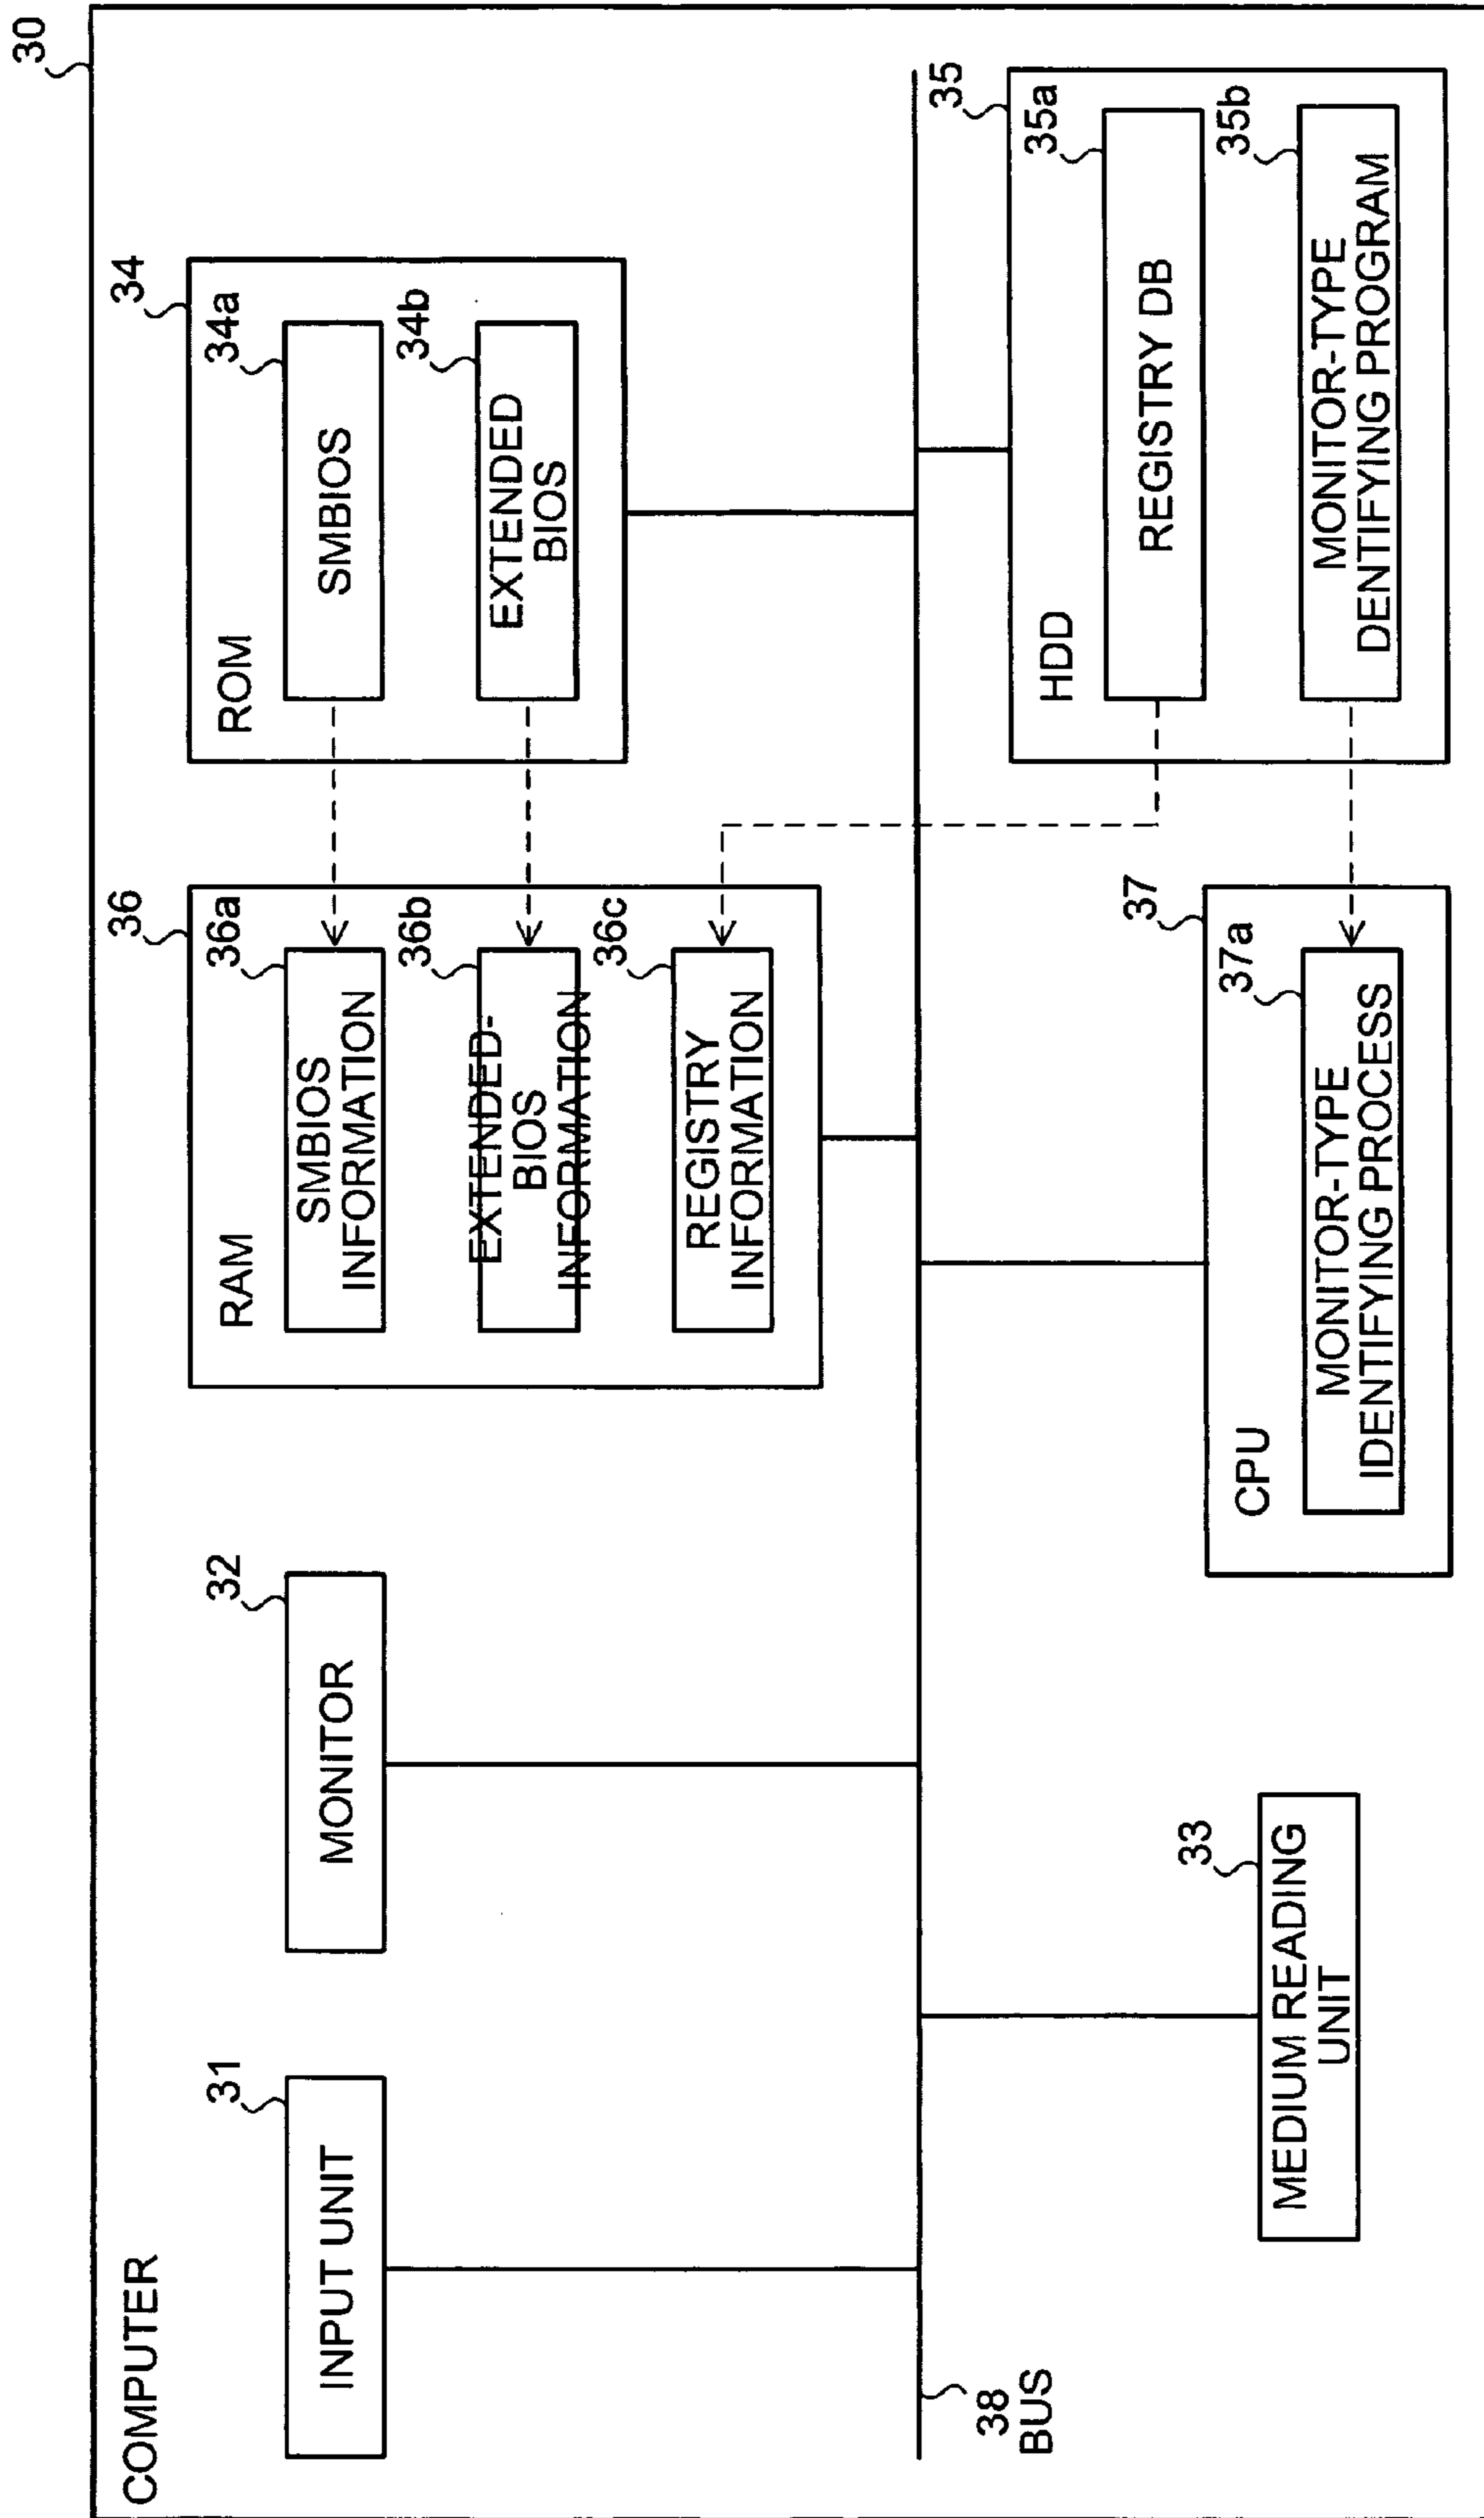 30
COMPUTER
31
INPUT UNIT
32
MONITOR
36
RAM
36a
SMBIOS
INFORMATION
36b
EXTENDED-
BIOS
INFORMATION
36c
REGISTRY
INFORMATION
34
ROM
34a
SMBIOS
34b
EXTENDED
BIOS
38
BUS
33
MEDIUM READING
UNIT
37
CPU
37a
MONITOR-TYPE
IDENTIFYING PROCESS
35
HDD
35a
REGISTRY DB
35b
MONITOR-TYPE
DENTIFYING PROGRAM